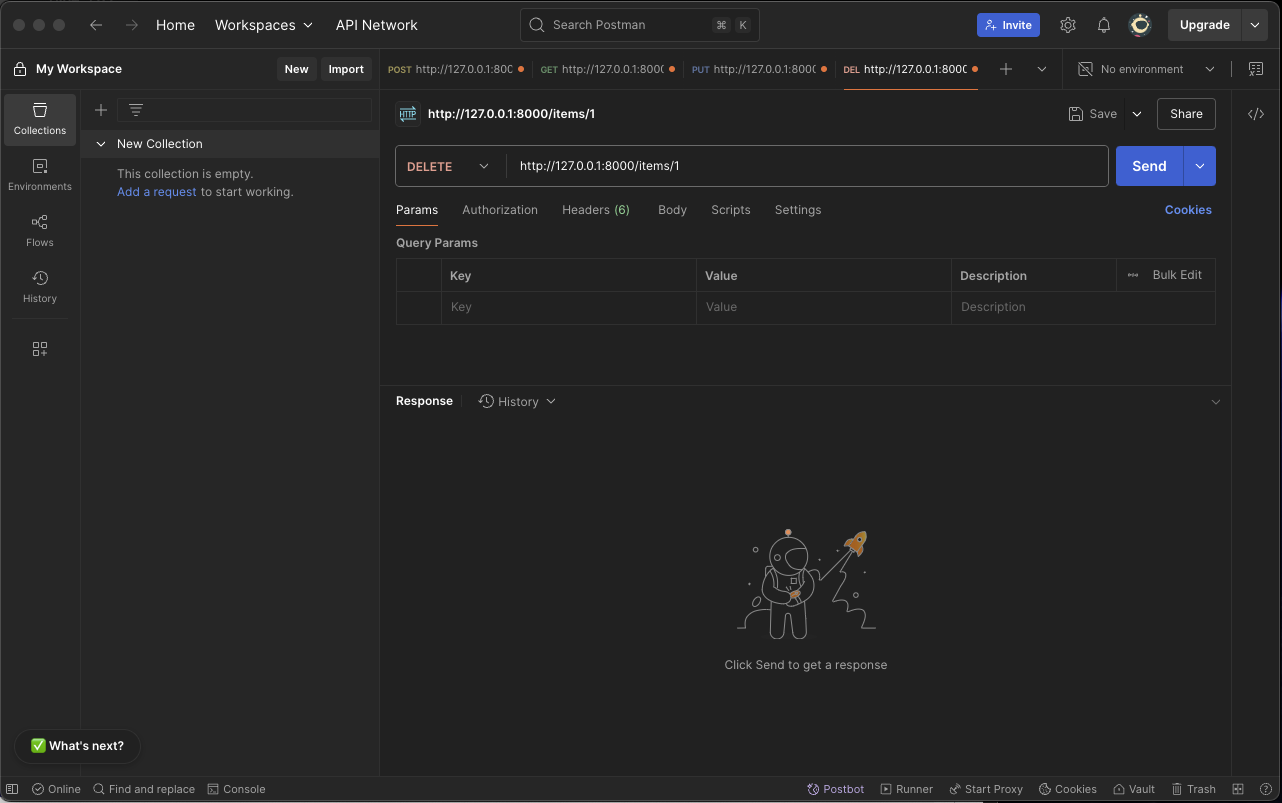 Home Workspaces API Network Search Postman ⌘ K Invite Upgrade
My Workspace New Import POST http://127.0.0.1:800 GET http://127.0.0.1:800 PUT http://127.0.0.1:800 DEL http://127.0.0.1:8000 No environment
Collections
Environments
Flows
History
New Collection
This collection is empty.
Add a request to start working.
HTTP http://127.0.0.1:8000/items/1 Save Share
DELETE http://127.0.0.1:8000/items/1 Send
Params Authorization Headers (6) Body Scripts Settings Cookies
Query Params
Key Value Description Bulk Edit
Key Value Description
Response History
Click Send to get a response
What's next?
Online Find and replace Console Postbot Runner Start Proxy Cookies Vault Trash